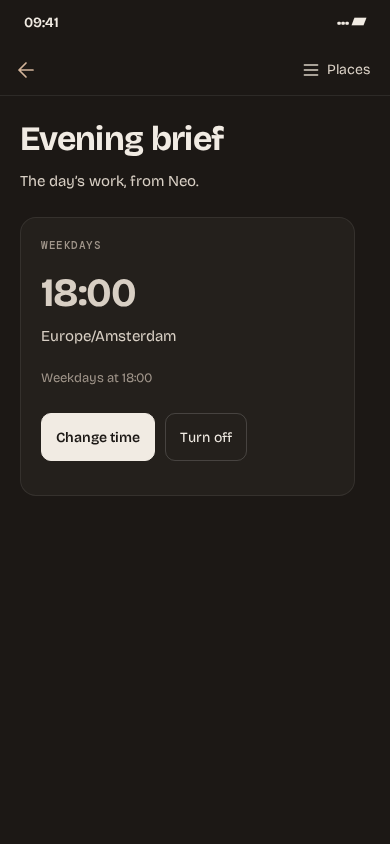 09:41
Places
Evening brief
The day's work, from Neo.
WEEKDAYS
18:00
Europe/Amsterdam
Weekdays at 18:00
Change time
Turn off